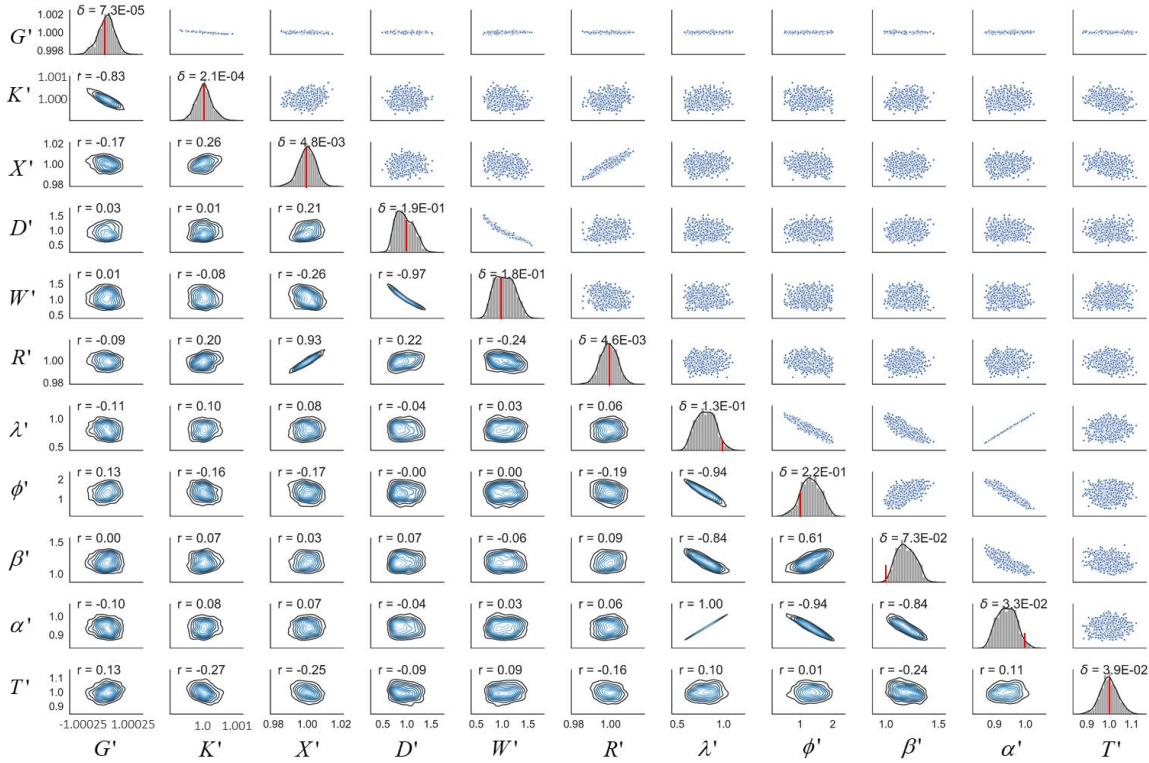 1.002 δ = 7.3E-05
G' 1.000
0.998
1.001 r = -0.83 δ = 2.1E-04
K' 1.000
1.02 r = -0.17 r = 0.26 δ = 4.8E-03
X' 1.00
0.98
r = 0.03 r = 0.01 r = 0.21 δ = 1.9E-01
1.5
D' 1.0
0.5
r = 0.01 r = -0.08 r = -0.26 r = -0.97 δ = 1.8E-01
1.5
W' 1.0
0.5
r = -0.09 r = 0.20 r = 0.93 r = 0.22 r = -0.24 δ = 4.6E-03
R' 1.00
0.98
r = -0.11 r = 0.10 r = 0.08 r = -0.04 r = 0.03 r = 0.06 δ = 1.3E-01
1.0
λ'
0.5
r = 0.13 r = -0.16 r = -0.17 r = -0.00 r = 0.00 r = -0.19 r = -0.94 δ = 2.2E-01
2
ϕ' 1
1.5 r = 0.00 r = 0.07 r = 0.03 r = 0.07 r = -0.06 r = 0.09 r = -0.84 r = 0.61 δ = 7.3E-02
β'
1.0
r = -0.10 r = 0.08 r = 0.07 r = -0.04 r = 0.03 r = 0.06 r = 1.00 r = -0.94 r = -0.84 δ = 3.3E-02
1.0
α' 0.9
1.1 r = 0.13 r = -0.27 r = -0.25 r = -0.09 r = 0.09 r = -0.16 r = 0.10 r = 0.01 r = -0.24 r = 0.11 δ = 3.9E-02
T' 1.0
0.9
-1.00025 1.00025 1.0 1.001 0.98 1.00 1.02 0.5 1.0 1.5 0.5 1.0 1.5 0.98 1.00 0.5 1.0 1 2 1.0 1.5 0.9 1.0 0.9 1.0 1.1
G' K' X' D' W' R' λ' ϕ' β' α' T'